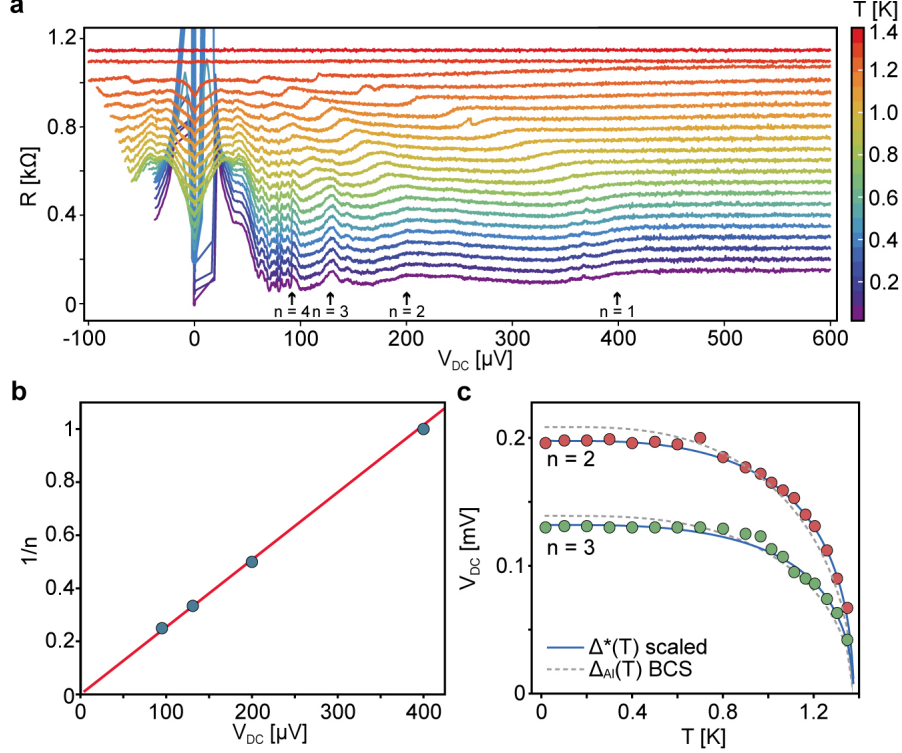 a
T [K]
1.2
0.8
0.4
0
R [kΩ]
-100
0
100
200
300
400
500
600
V_DC [µV]
n = 4
n = 3
n = 2
n = 1
1.4
1.2
1.0
0.8
0.6
0.4
0.2
b
1
0.8
0.6
0.4
0.2
0
1/n
0
100
200
300
400
V_DC [µV]
c
0.2
0.1
0
V_DC [mV]
n = 2
n = 3
Δ*(T) scaled
Δ_Al(T) BCS
0
0.4
0.8
1.2
T [K]